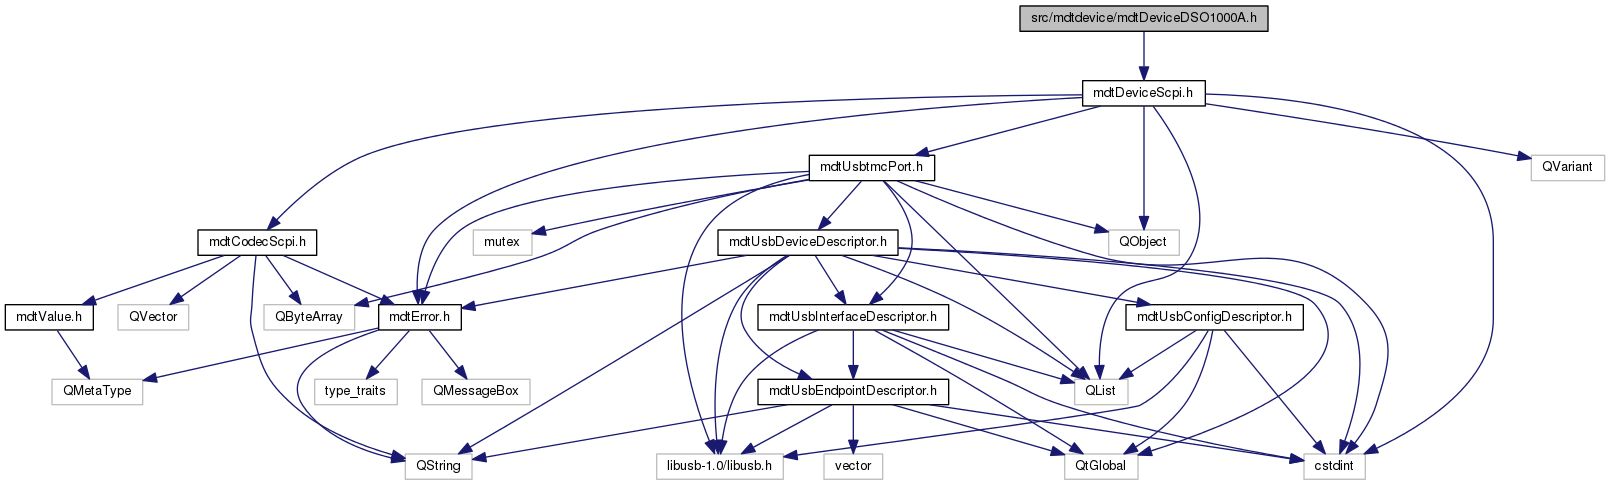 src/mdtdevice/mdtDeviceDSO1000A.h
mdtDeviceScpi.h
mdtUsbtmcPort.h
QVariant
mdtCodecScpi.h
mutex
mdtUsbDeviceDescriptor.h
QObject
mdtValue.h
QVector
QByteArray
mdtError.h
mdtUsbInterfaceDescriptor.h
mdtUsbConfigDescriptor.h
QMetaType
type_traits
QMessageBox
mdtUsbEndpointDescriptor.h
QList
QString
libusb-1.0/libusb.h
vector
QtGlobal
cstdint